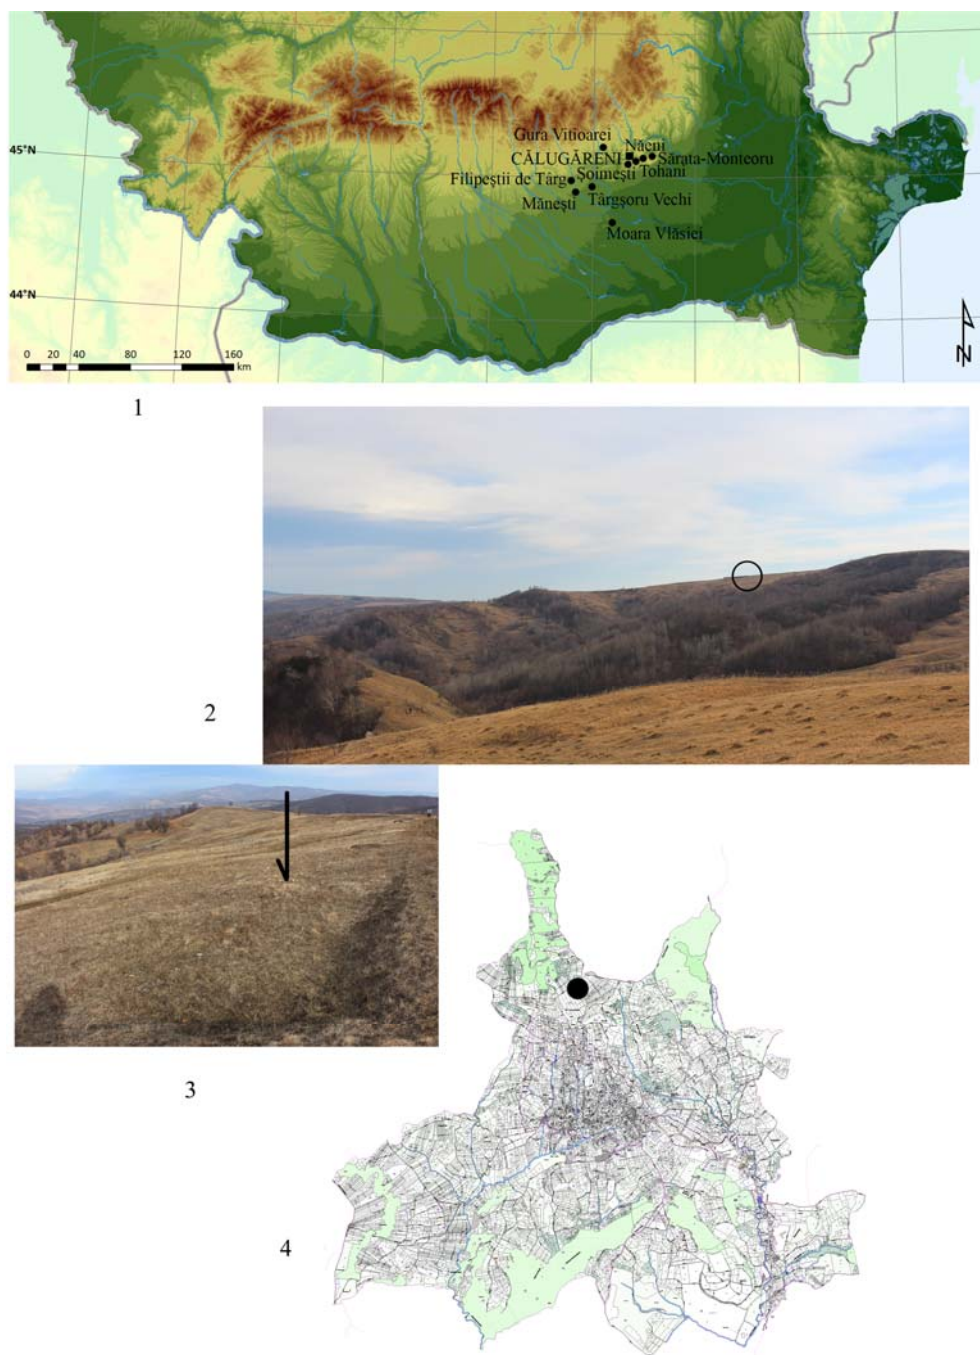 Gura Vitioarei
Năeni
45°N
CĂLUGĂRENI
Sărata-Monteoru
Filipeștii de Târg
Șoimești
Tohani
Mănești
Târgșoru Vechi
Moara Vlăsiei
44°N
0 20 40 80 120 160
km
N
1
2
3
4